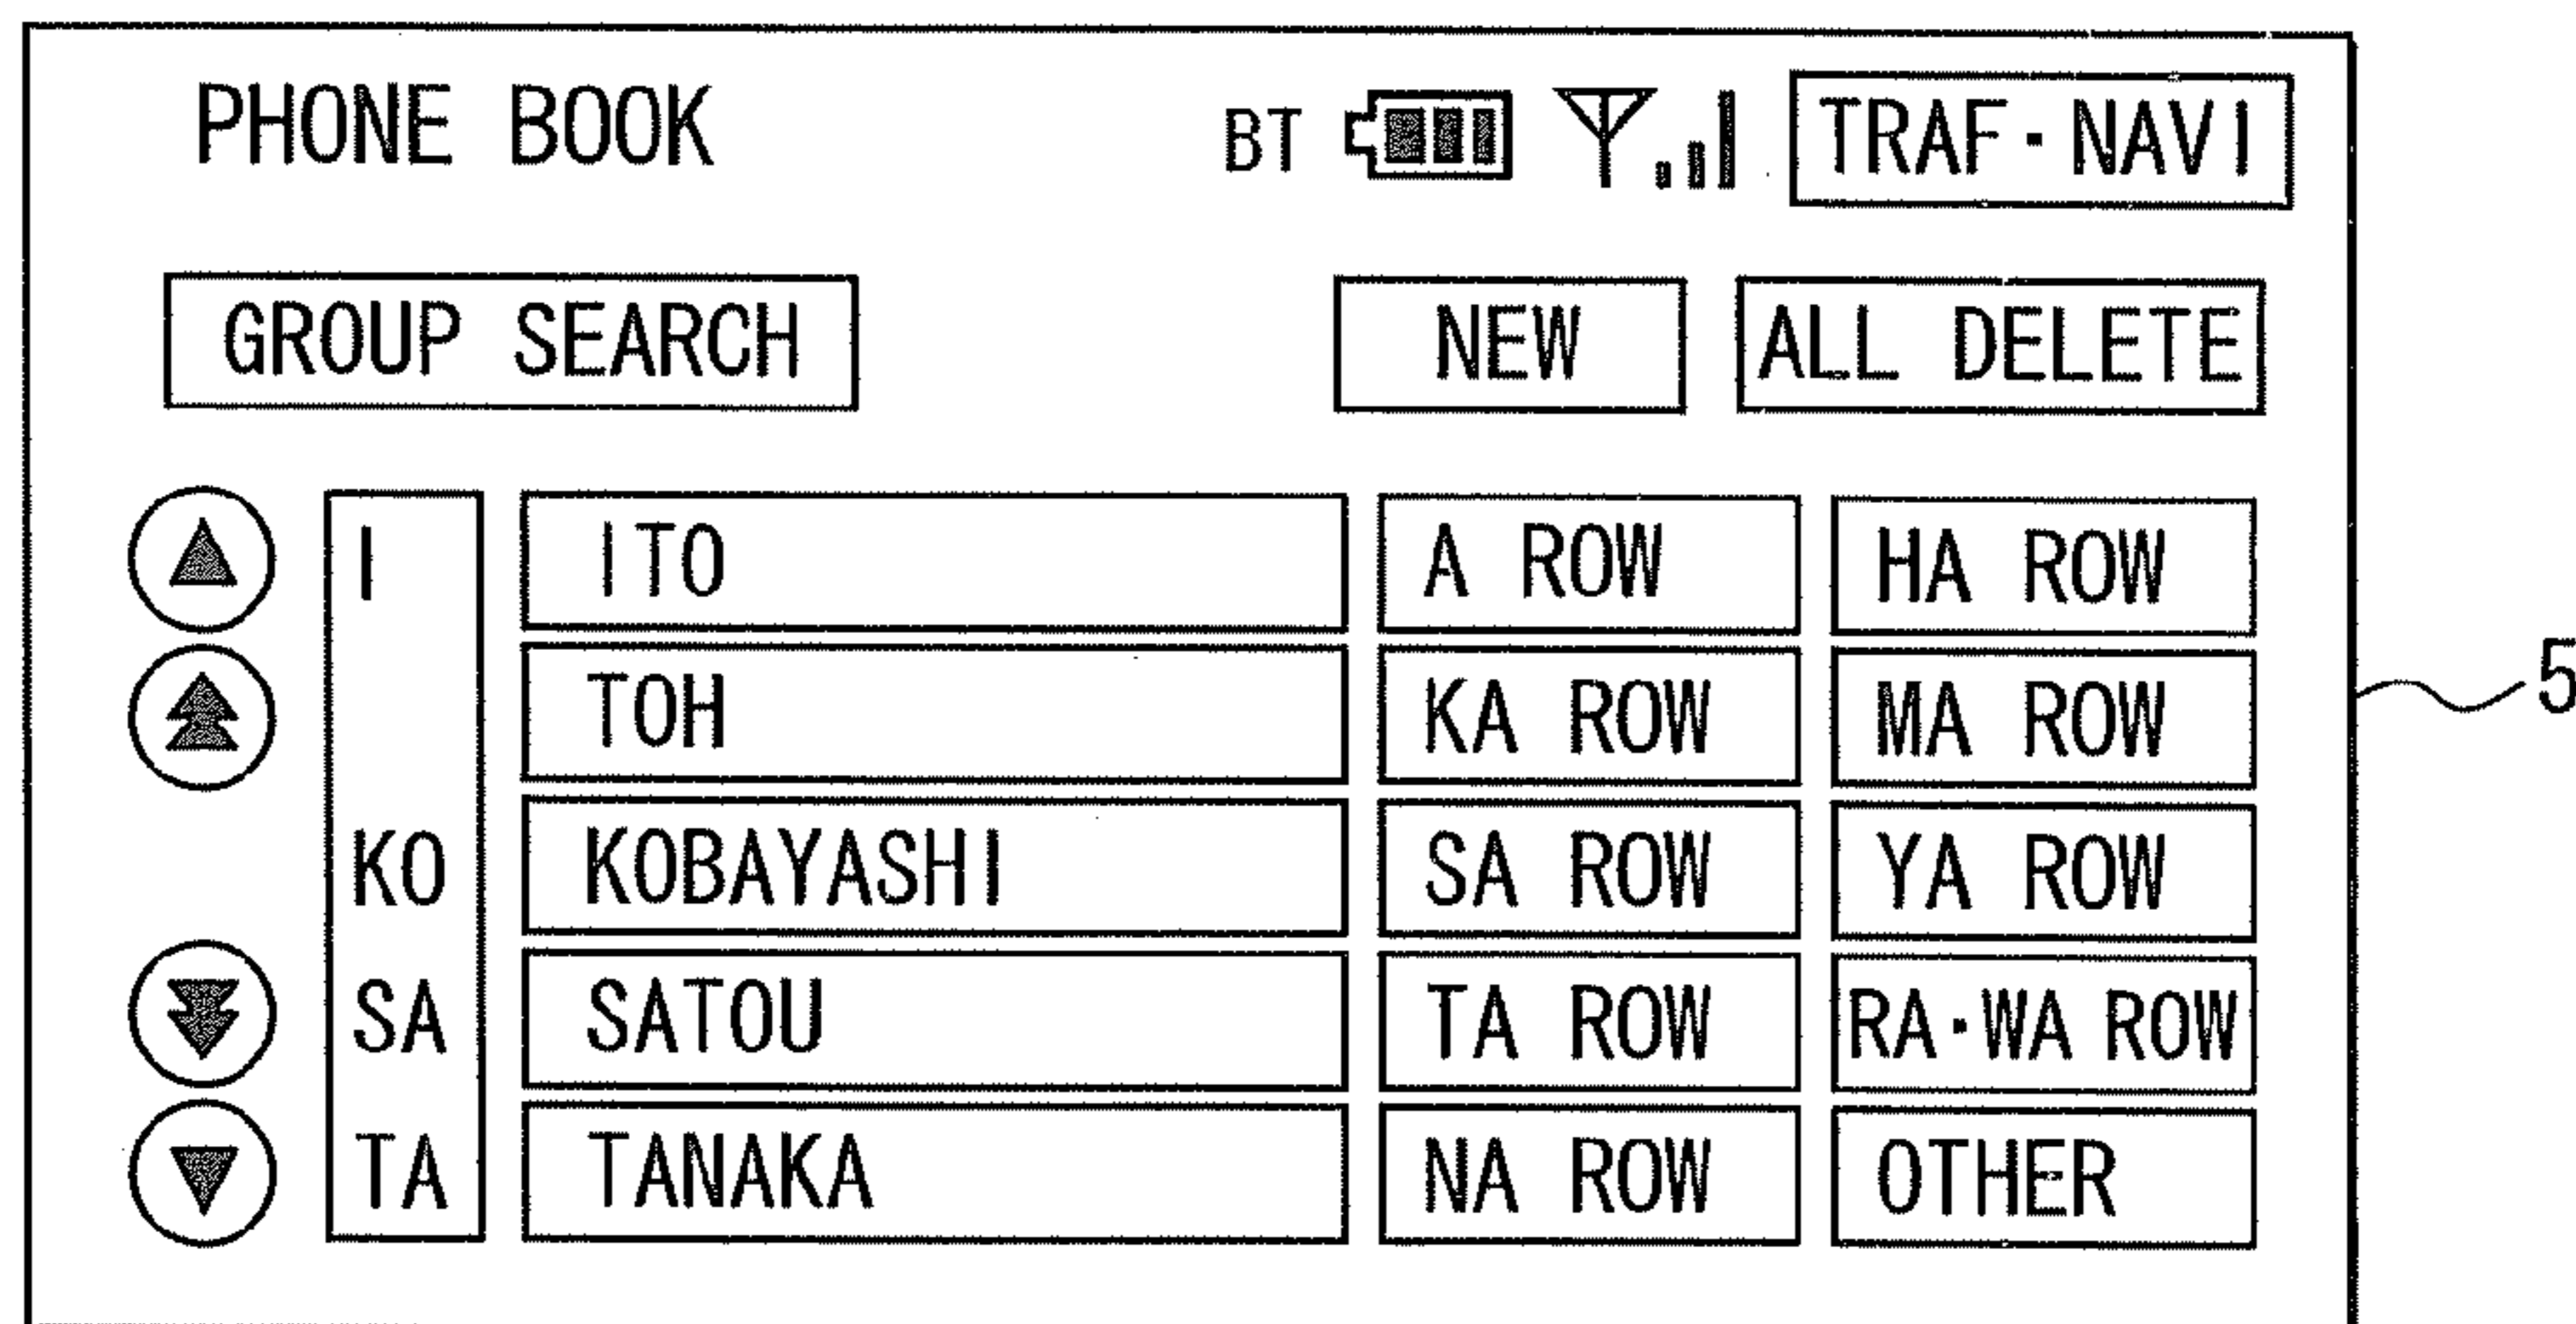 PHONE BOOK BT TRAF·NAVI
GROUP SEARCH NEW ALL DELETE
I ITO A ROW HA ROW
TOH KA ROW MA ROW
5
KO KOBAYASHI SA ROW YA ROW
SA SATOU TA ROW RA·WA ROW
TA TANAKA NA ROW OTHER